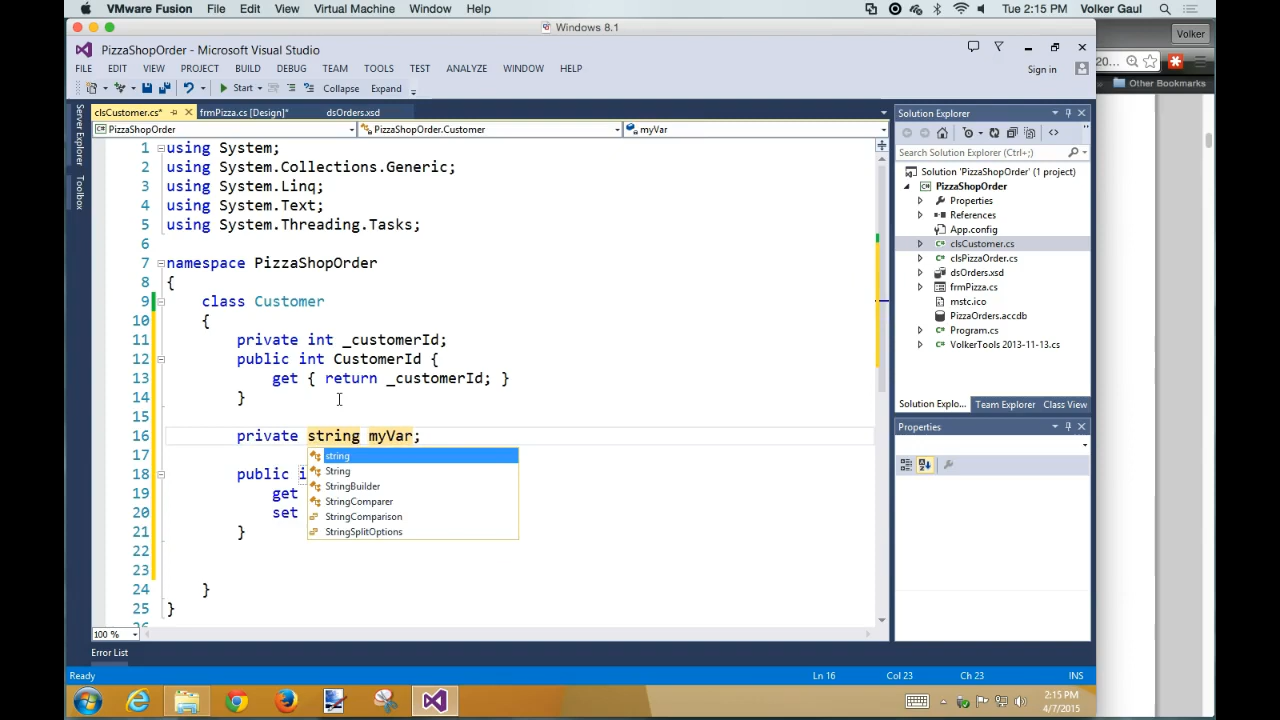 VMware Fusion File Edit View Virtual Machine Window Help Tue 2:15 PM Volker Gaul
Windows 8.1
Volker
PizzaShopOrder - Microsoft Visual Studio
FILE EDIT VIEW PROJECT BUILD DEBUG TEAM TOOLS TEST WINDOW HELP
Sign in
20...
Other Bookmarks
Start Collapse Expand
clsCustomer.cs* frmPizza.cs [Design]* dsOrders.xsd
PizzaShopOrder PizzaShopOrder.Customer myVar
Server Explorer
Toolbox
1 using System;
2 using System.Collections.Generic;
3 using System.Linq;
4 using System.Text;
5 using System.Threading.Tasks;
6
7 namespace PizzaShopOrder
8 {
9 class Customer
10 {
11 private int _customerId;
12 public int CustomerId {
13 get { return _customerId; }
14 }
15
16 private string myVar;
17
18 public i
19 get
20 set
21 }
22
23
24 }
25 }
26
string
String
StringBuilder
StringComparer
StringComparison
StringSplitOptions
100 %
Solution Explorer
Search Solution Explorer (Ctrl+;)
Solution 'PizzaShopOrder' (1 project)
PizzaShopOrder
Properties
References
App.config
clsCustomer.cs
clsPizzaOrder.cs
dsOrders.xsd
frmPizza.cs
mstc.ico
PizzaOrders.accdb
Program.cs
VolkerTools 2013-11-13.cs
Solution Explo... Team Explorer Class View
Properties
Error List
Ready Ln 16 Col 23 Ch 23 INS
2:15 PM
4/7/2015